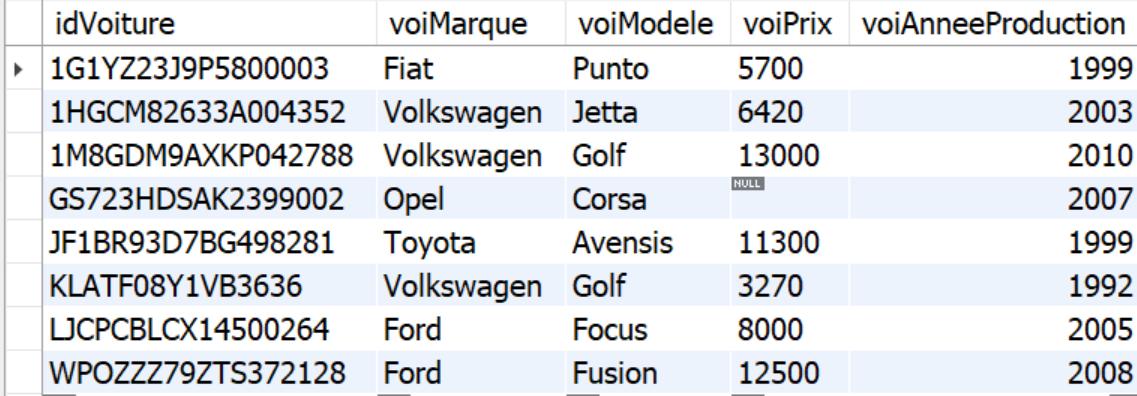 idVoiture voiMarque voiModele voiPrix voiAnneeProduction
1G1YZ23J9P5800003 Fiat Punto 5700 1999
1HGCM82633A004352 Volkswagen Jetta 6420 2003
1M8GDM9AXKP042788 Volkswagen Golf 13000 2010
GS723HDSAK2399002 Opel Corsa NULL 2007
JF1BR93D7BG498281 Toyota Avensis 11300 1999
KLATF08Y1VB3636 Volkswagen Golf 3270 1992
LJCPCBLCX14500264 Ford Focus 8000 2005
WPOZZZ79ZTS372128 Ford Fusion 12500 2008